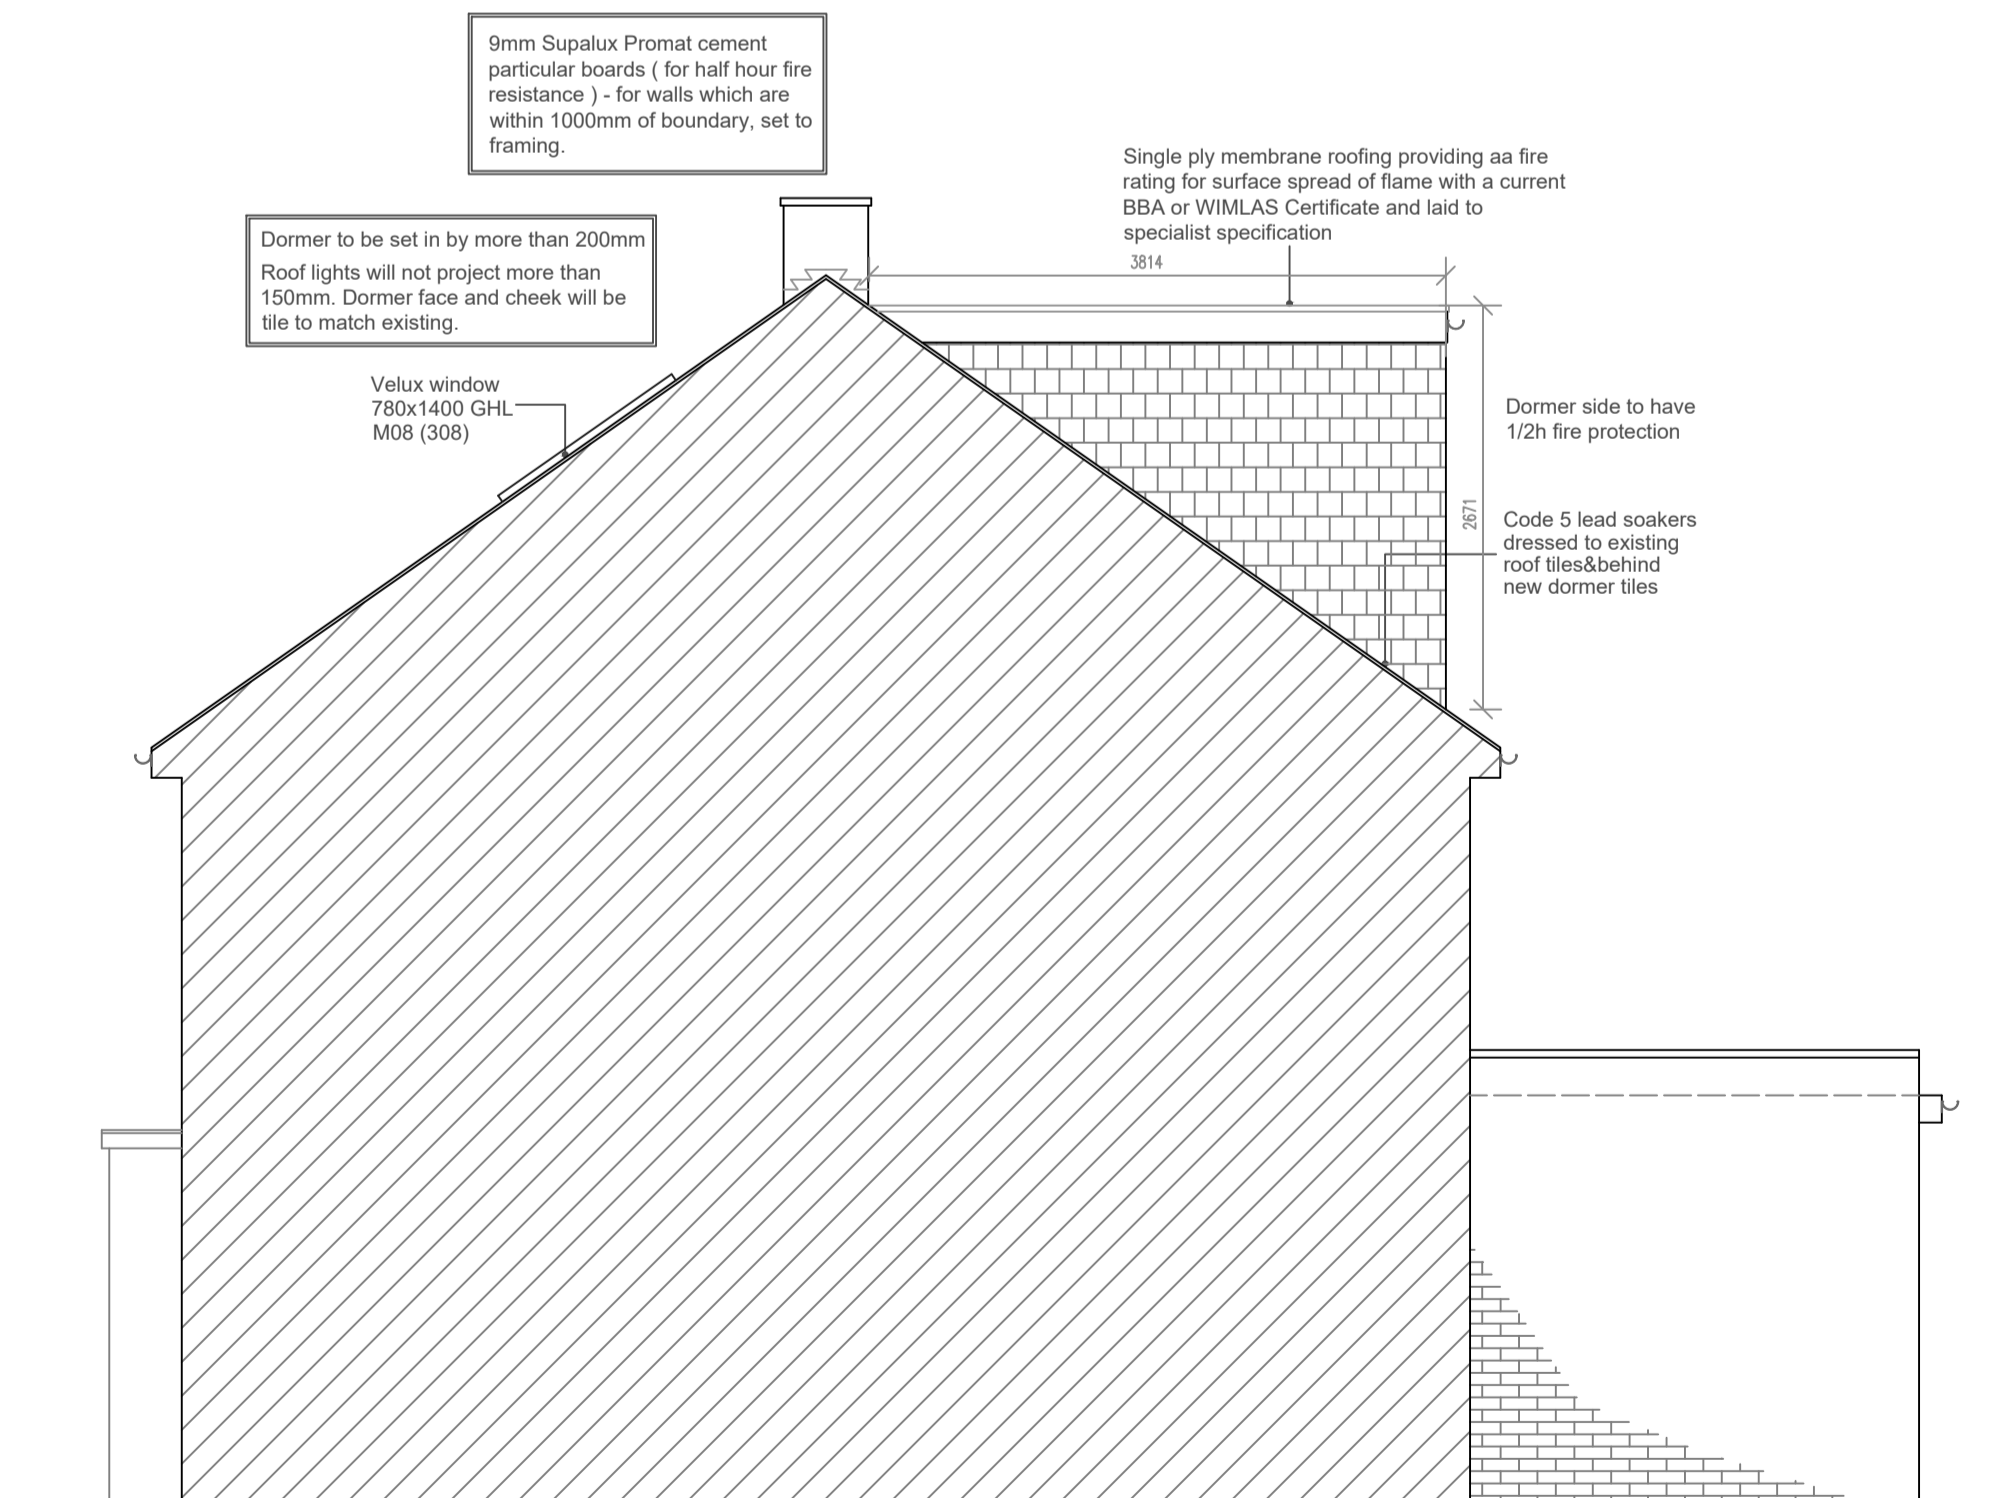 9mm Supalux Promat cement
particular boards ( for half hour fire
resistance ) - for walls which are
within 1000mm of boundary, set to
framing.
Single ply membrane roofing providing aa fire
rating for surface spread of flame with a current
BBA or WIMLAS Certificate and laid to
specialist specification
Dormer to be set in by more than 200mm
Roof lights will not project more than
150mm. Dormer face and cheek will be
tile to match existing.
3814
Velux window
780x1400 GHL
M08 (308)
Dormer side to have
1/2h fire protection
2671
Code 5 lead soakers
dressed to existing
roof tiles&behind
new dormer tiles